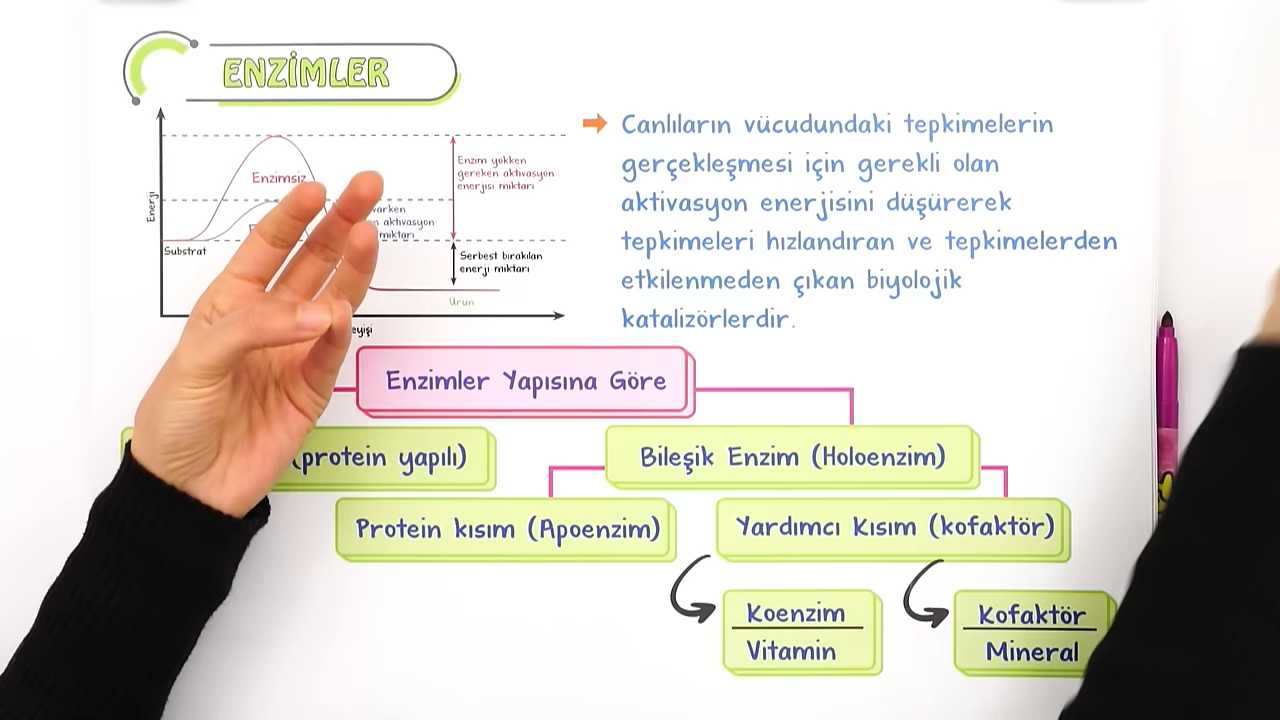 ENZİMLER
Enerji
Enzimsiz
Substrat
Enzim yokken
gereken aktivasyon
enerjisi miktarı
varken
aktivasyon
miktarı
Serbest bırakılan
enerji miktarı
Ürün
Canlıların vücudundaki tepkimelerin
gerçekleşmesi için gerekli olan
aktivasyon enerjisini düşürerek
tepkimeleri hızlandıran ve tepkimelerden
etkilenmeden çıkan biyolojik
katalizörlerdir.
Enzimler Yapısına Göre
(protein yapılı)
Bileşik Enzim (Holoenzim)
Protein kısım (Apoenzim)
Yardımcı Kısım (kofaktör)
Koenzim
Vitamin
Kofaktör
Mineral